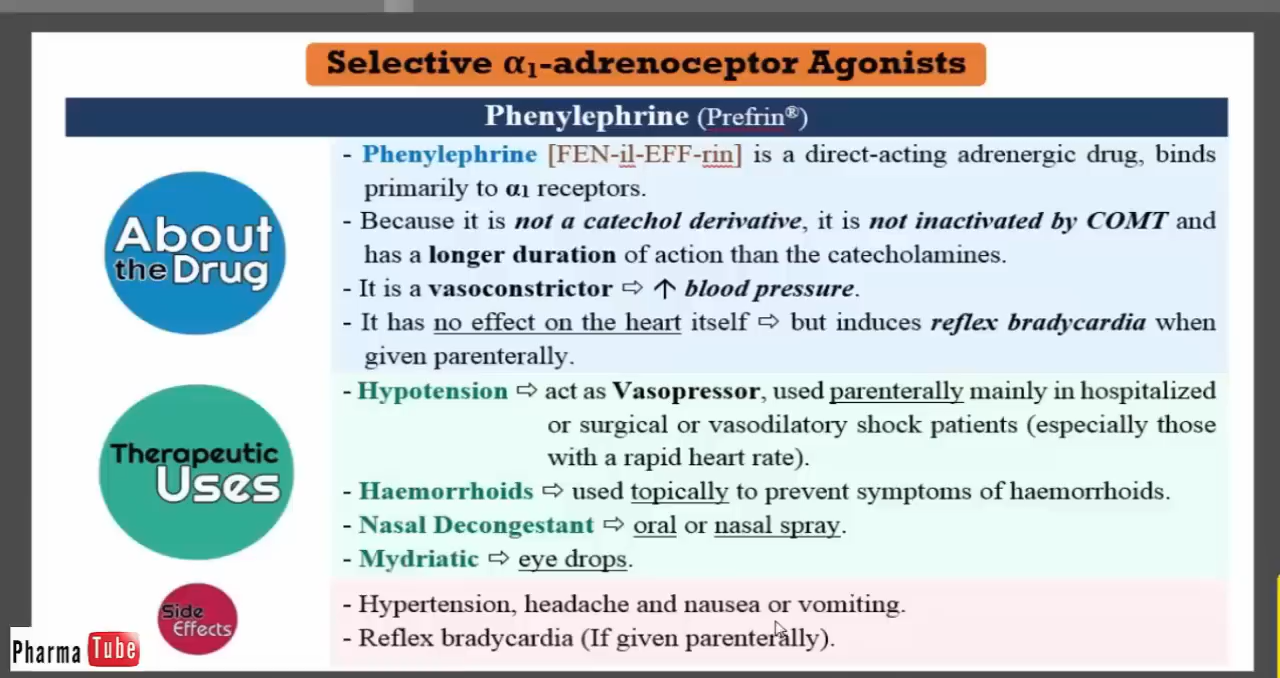 Selective α₁-adrenoceptor Agonists
Phenylephrine (Prefrin®)
About
the Drug
- Phenylephrine [FEN-il-EFF-rin] is a direct-acting adrenergic drug, binds
primarily to α₁ receptors.
- Because it is not a catechol derivative, it is not inactivated by COMT and
has a longer duration of action than the catecholamines.
- It is a vasoconstrictor ⇨ ↑ blood pressure.
- It has no effect on the heart itself ⇨ but induces reflex bradycardia when
given parenterally.
Therapeutic
Uses
- Hypotension ⇨ act as Vasopressor, used parenterally mainly in hospitalized
or surgical or vasodilatory shock patients (especially those
with a rapid heart rate).
- Haemorrhoids ⇨ used topically to prevent symptoms of haemorrhoids.
- Nasal Decongestant ⇨ oral or nasal spray.
- Mydriatic ⇨ eye drops.
Side
Effects
- Hypertension, headache and nausea or vomiting.
- Reflex bradycardia (If given parenterally).
Pharma Tube